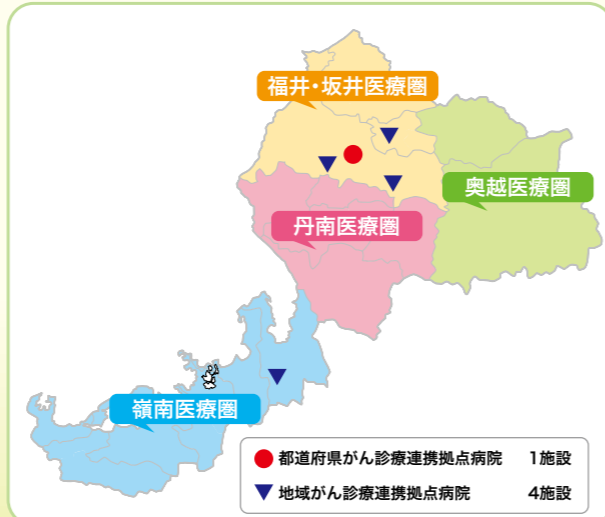 福井・坂井医療圏
奥越医療圏
丹南医療圏
嶺南医療圏
都道府県がん診療連携拠点病院 1施設
地域がん診療連携拠点病院 4施設